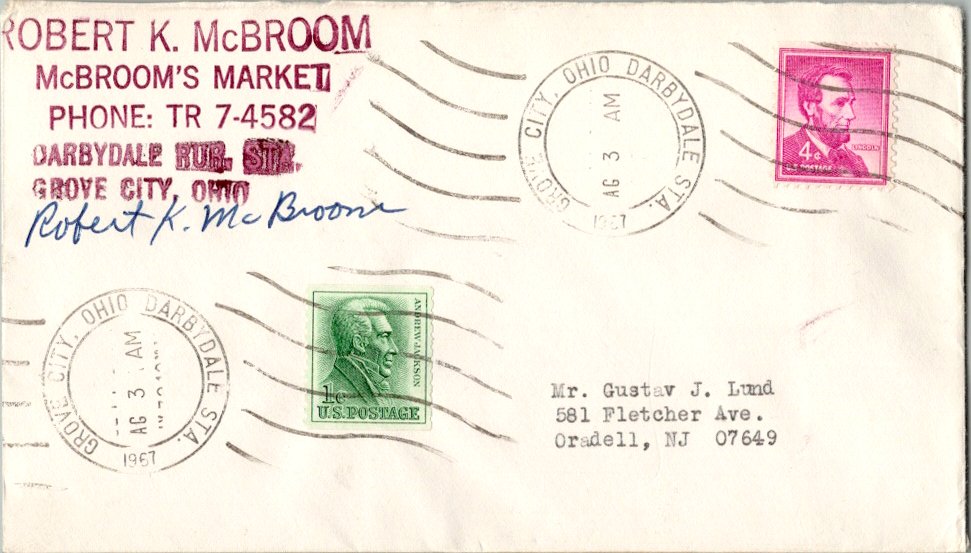 ROBERT K. McBROOM
McBROOM'S MARKET
PHONE: TR 7-4582
DARBYDALE RUR. STA.
GROVE CITY, OHIO
Robert K. McBroom
GROVE CITY, OHIO DARBYDALE STA.
AM
AG 3
1967
4¢
LINCOLN
U.S. POSTAGE
GROVE CITY, OHIO DARBYDALE STA.
AM
AG 3
1967
ANDREW JACKSON
1¢
U.S. POSTAGE
Mr. Gustav J. Lund
581 Fletcher Ave.
Oradell, NJ 07649